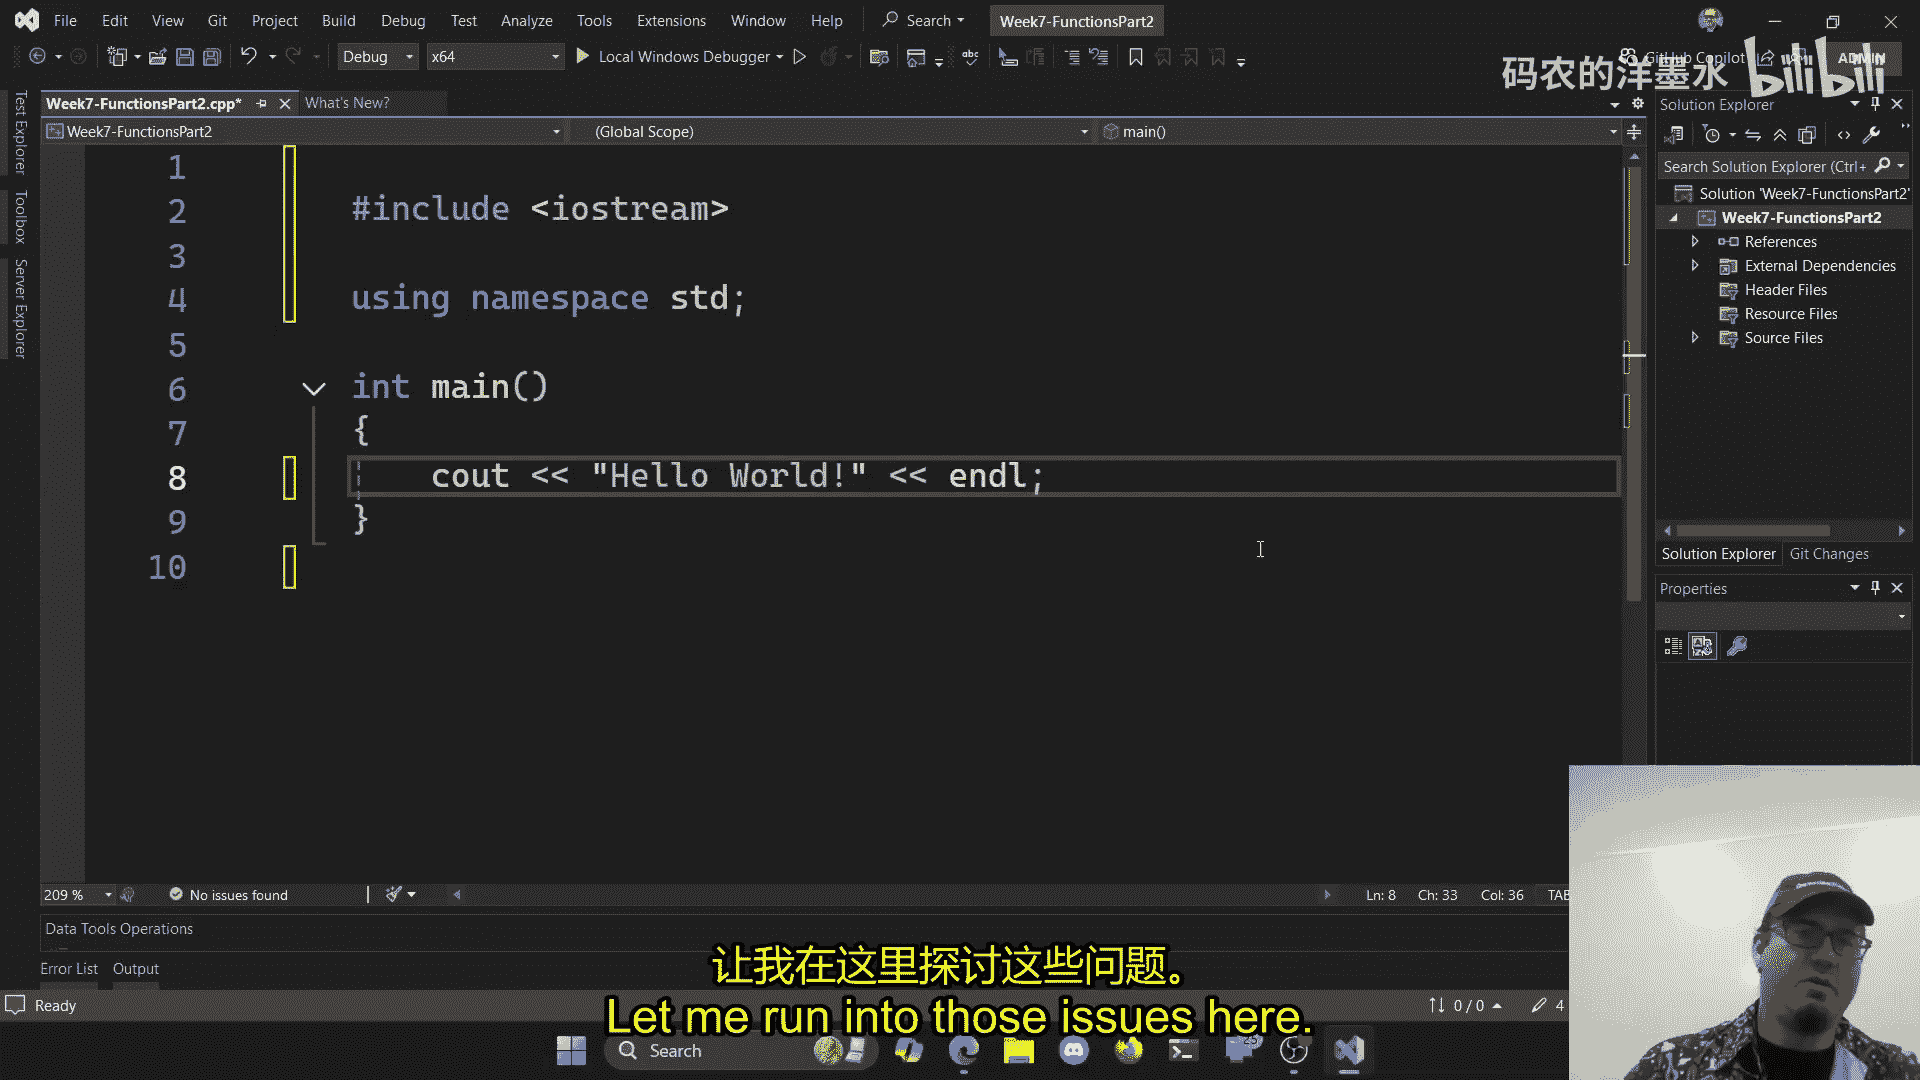 File Edit View Git Project Build Debug Test Analyze Tools Extensions Window Help Search Week7-FunctionsPart2
Debug x64 Local Windows Debugger GitHub Copilot ADMIN
码农的洋墨水 bilibili
Week7-FunctionsPart2.cpp* What's New?
Week7-FunctionsPart2 (Global Scope) main()
Test Explorer
Toolbox
Server Explorer
1
2 #include <iostream>
3
4 using namespace std;
5
6 int main()
7 {
8 cout << "Hello World!" << endl;
9 }
10
209 % No issues found Ln: 8 Ch: 33 Col: 36 TAB
Data Tools Operations
Error List Output
Ready 0 / 0 4
Solution Explorer
Search Solution Explorer (Ctrl+
Solution 'Week7-FunctionsPart2'
Week7-FunctionsPart2
References
External Dependencies
Header Files
Resource Files
Source Files
Solution Explorer Git Changes
Properties
让我在这里探讨这些问题。
Let me run into those issues here.
Search